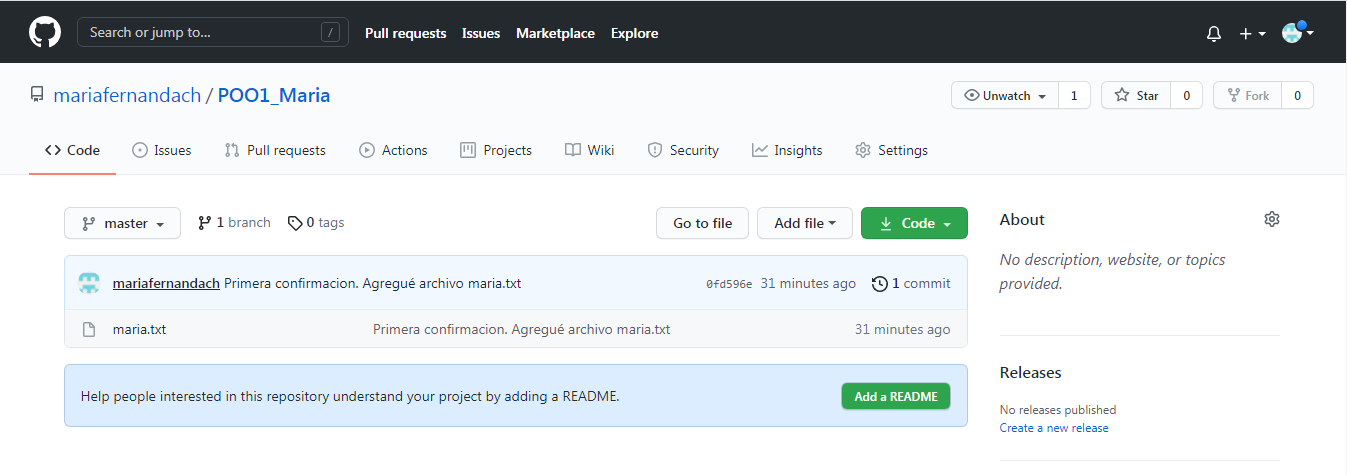 Search or jump to... /
Pull requests Issues Marketplace Explore
mariafernandach / POO1_Maria
Unwatch 1 Star 0 Fork 0
Code Issues Pull requests Actions Projects Wiki Security Insights Settings
master 1 branch 0 tags
Go to file Add file Code
mariafernandach Primera confirmacion. Agregué archivo maria.txt 0fd596e 31 minutes ago 1 commit
maria.txt Primera confirmacion. Agregué archivo maria.txt 31 minutes ago
Help people interested in this repository understand your project by adding a README. Add a README
About
No description, website, or topics
provided.
Releases
No releases published
Create a new release